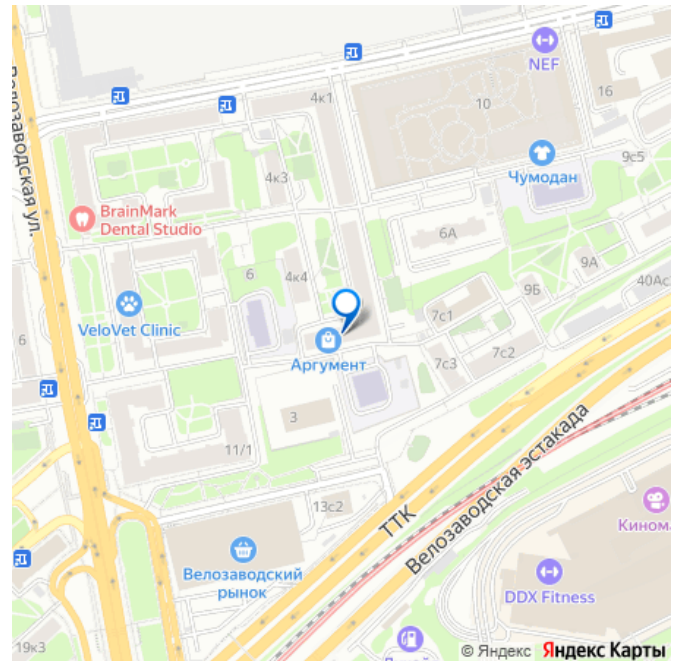 NEF
4к1
10
16
Велозаводская ул.
Чумодан
9с5
4к3
BrainMark
Dental Studio
6А
6
4к4
9А
9Б
40Ас
VeloVet Clinic
7с1
6
Аргумент
7с3
7с2
3
11/1
13с2
ТТК
Велозаводская эстакада
Велозаводский
рынок
DDX Fitness
19к3
© Яндекс Яндекс Карты